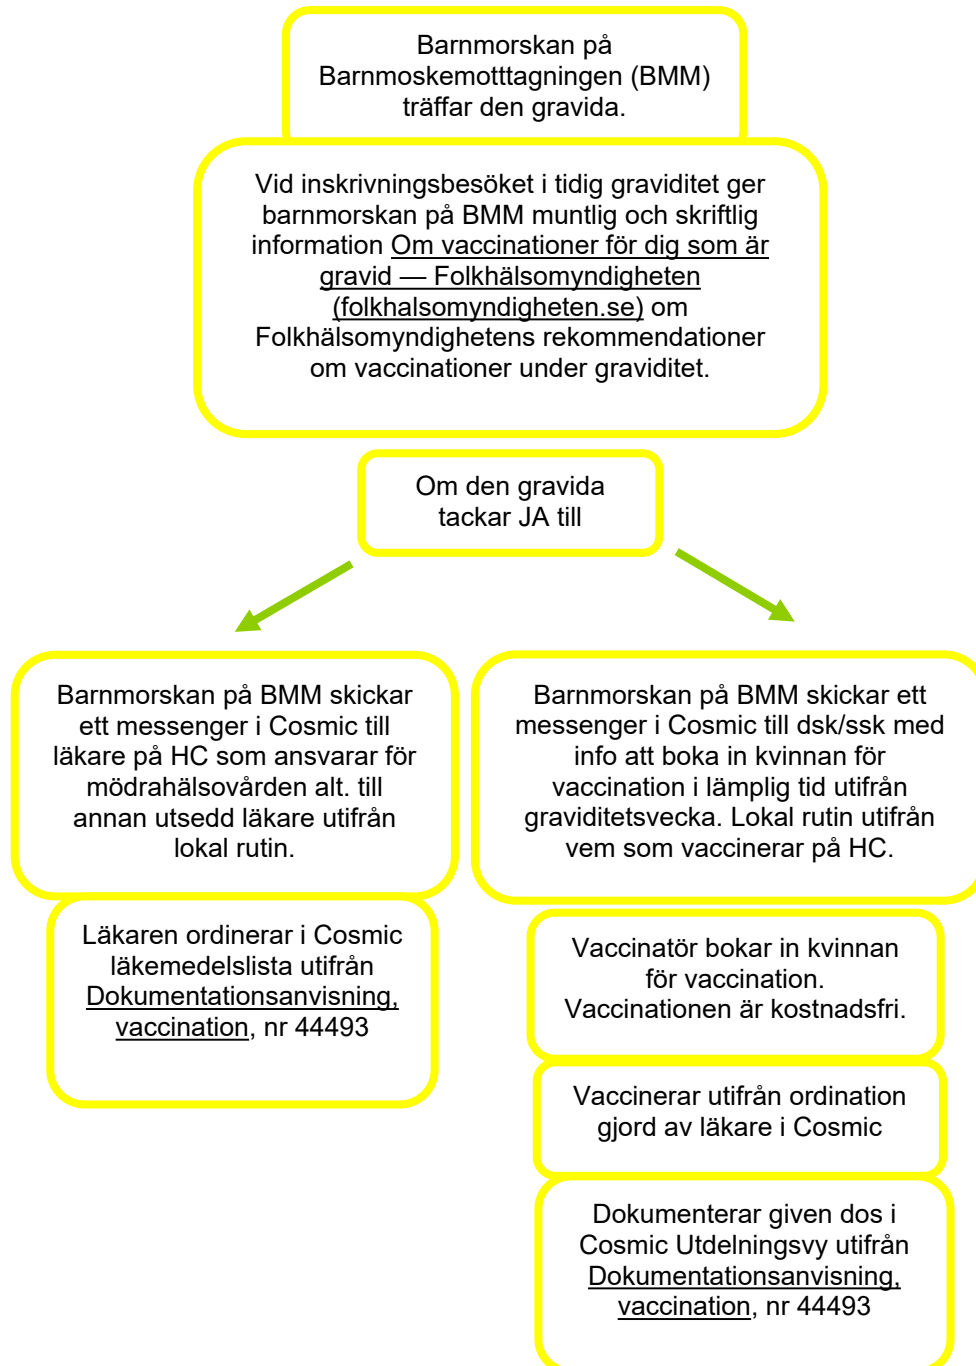 Barnmorskan på
Barnmoskemotttagningen (BMM)
träffar den gravida.
Vid inskrivningsbesöket i tidig graviditet ger
barnmorskan på BMM muntlig och skriftlig
information Om vaccinationer för dig som är
gravid — Folkhälsomyndigheten
(folkhalsomyndigheten.se) om
Folkhälsomyndighetens rekommendationer
om vaccinationer under graviditet.
Om den gravida
tackar JA till
Barnmorskan på BMM skickar
ett messenger i Cosmic till
läkare på HC som ansvarar för
mödrahälsovården alt. till
annan utsedd läkare utifrån
lokal rutin.
Läkaren ordinerar i Cosmic
läkemedelslista utifrån
Dokumentationsanvisning,
vaccination, nr 44493
Barnmorskan på BMM skickar ett
messenger i Cosmic till dsk/ssk med
info att boka in kvinnan för
vaccination i lämplig tid utifrån
graviditetsvecka. Lokal rutin utifrån
vem som vaccinerar på HC.
Vaccinatör bokar in kvinnan
för vaccination.
Vaccinationen är kostnadsfri.
Vaccinerar utifrån ordination
gjord av läkare i Cosmic
Dokumenterar given dos i
Cosmic Utdelningsvy utifrån
Dokumentationsanvisning,
vaccination, nr 44493